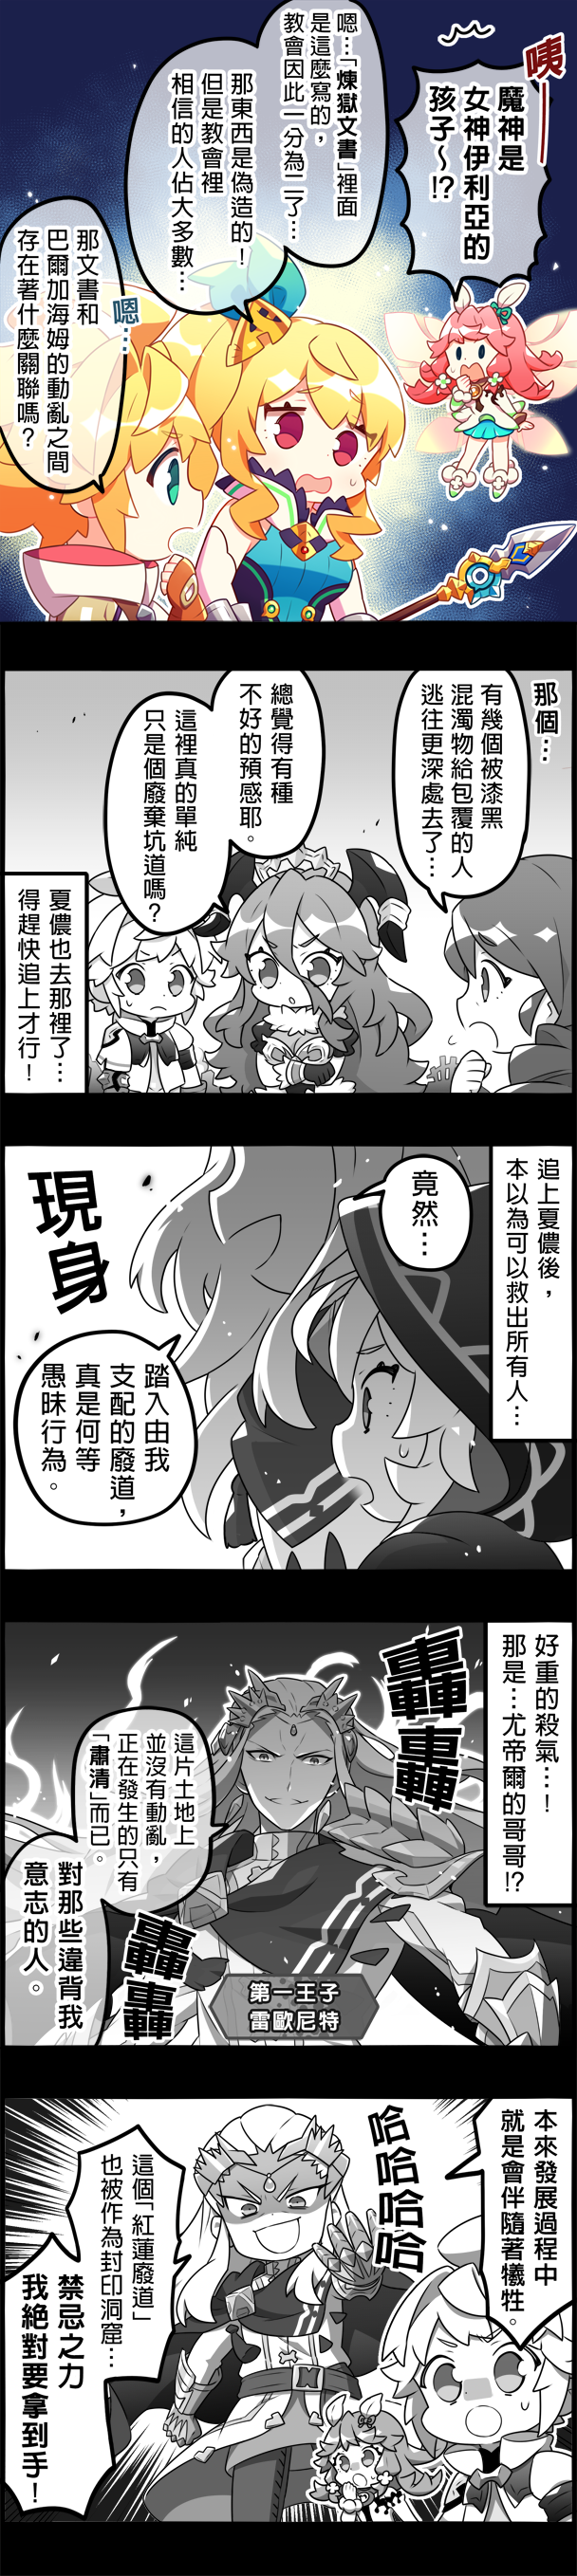 咦——
魔神是
女神伊利亞的
孩子~!?
嗯…「煉獄文書」裡面
是這麼寫的，
教會因此一分為二了…
那東西是偽造的！
但是教會裡
相信的人佔大多數…
嗯…
那文書和
巴爾加海姆的動亂之間
存在著什麼關聯嗎？
那個…
有幾個被漆黑
混濁物給包覆的人
逃往更深處去了…
總覺得有種
不好的預感耶。
這裡真的單純
只是個廢棄坑道嗎？
夏儂也去那裡了…
得趕快追上才行！
追上夏儂後，
本以為可以救出所有人…
竟然…
現身
踏入由我
支配的廢道，
真是何等
愚昧行為。
好重的殺氣…！
那是…尤帝爾的哥哥!?
轟轟
這片土地上
並沒有動亂，
正在發生的只有
「肅清」而已。
對那些違背我
意志的人。
轟轟
第一王子
雷歐尼特
本來發展過程中
就是會伴隨著犧牲。
哈哈哈哈
這個「紅蓮廢道」
也被作為封印洞窟…
禁忌之力
我絕對要拿到手！